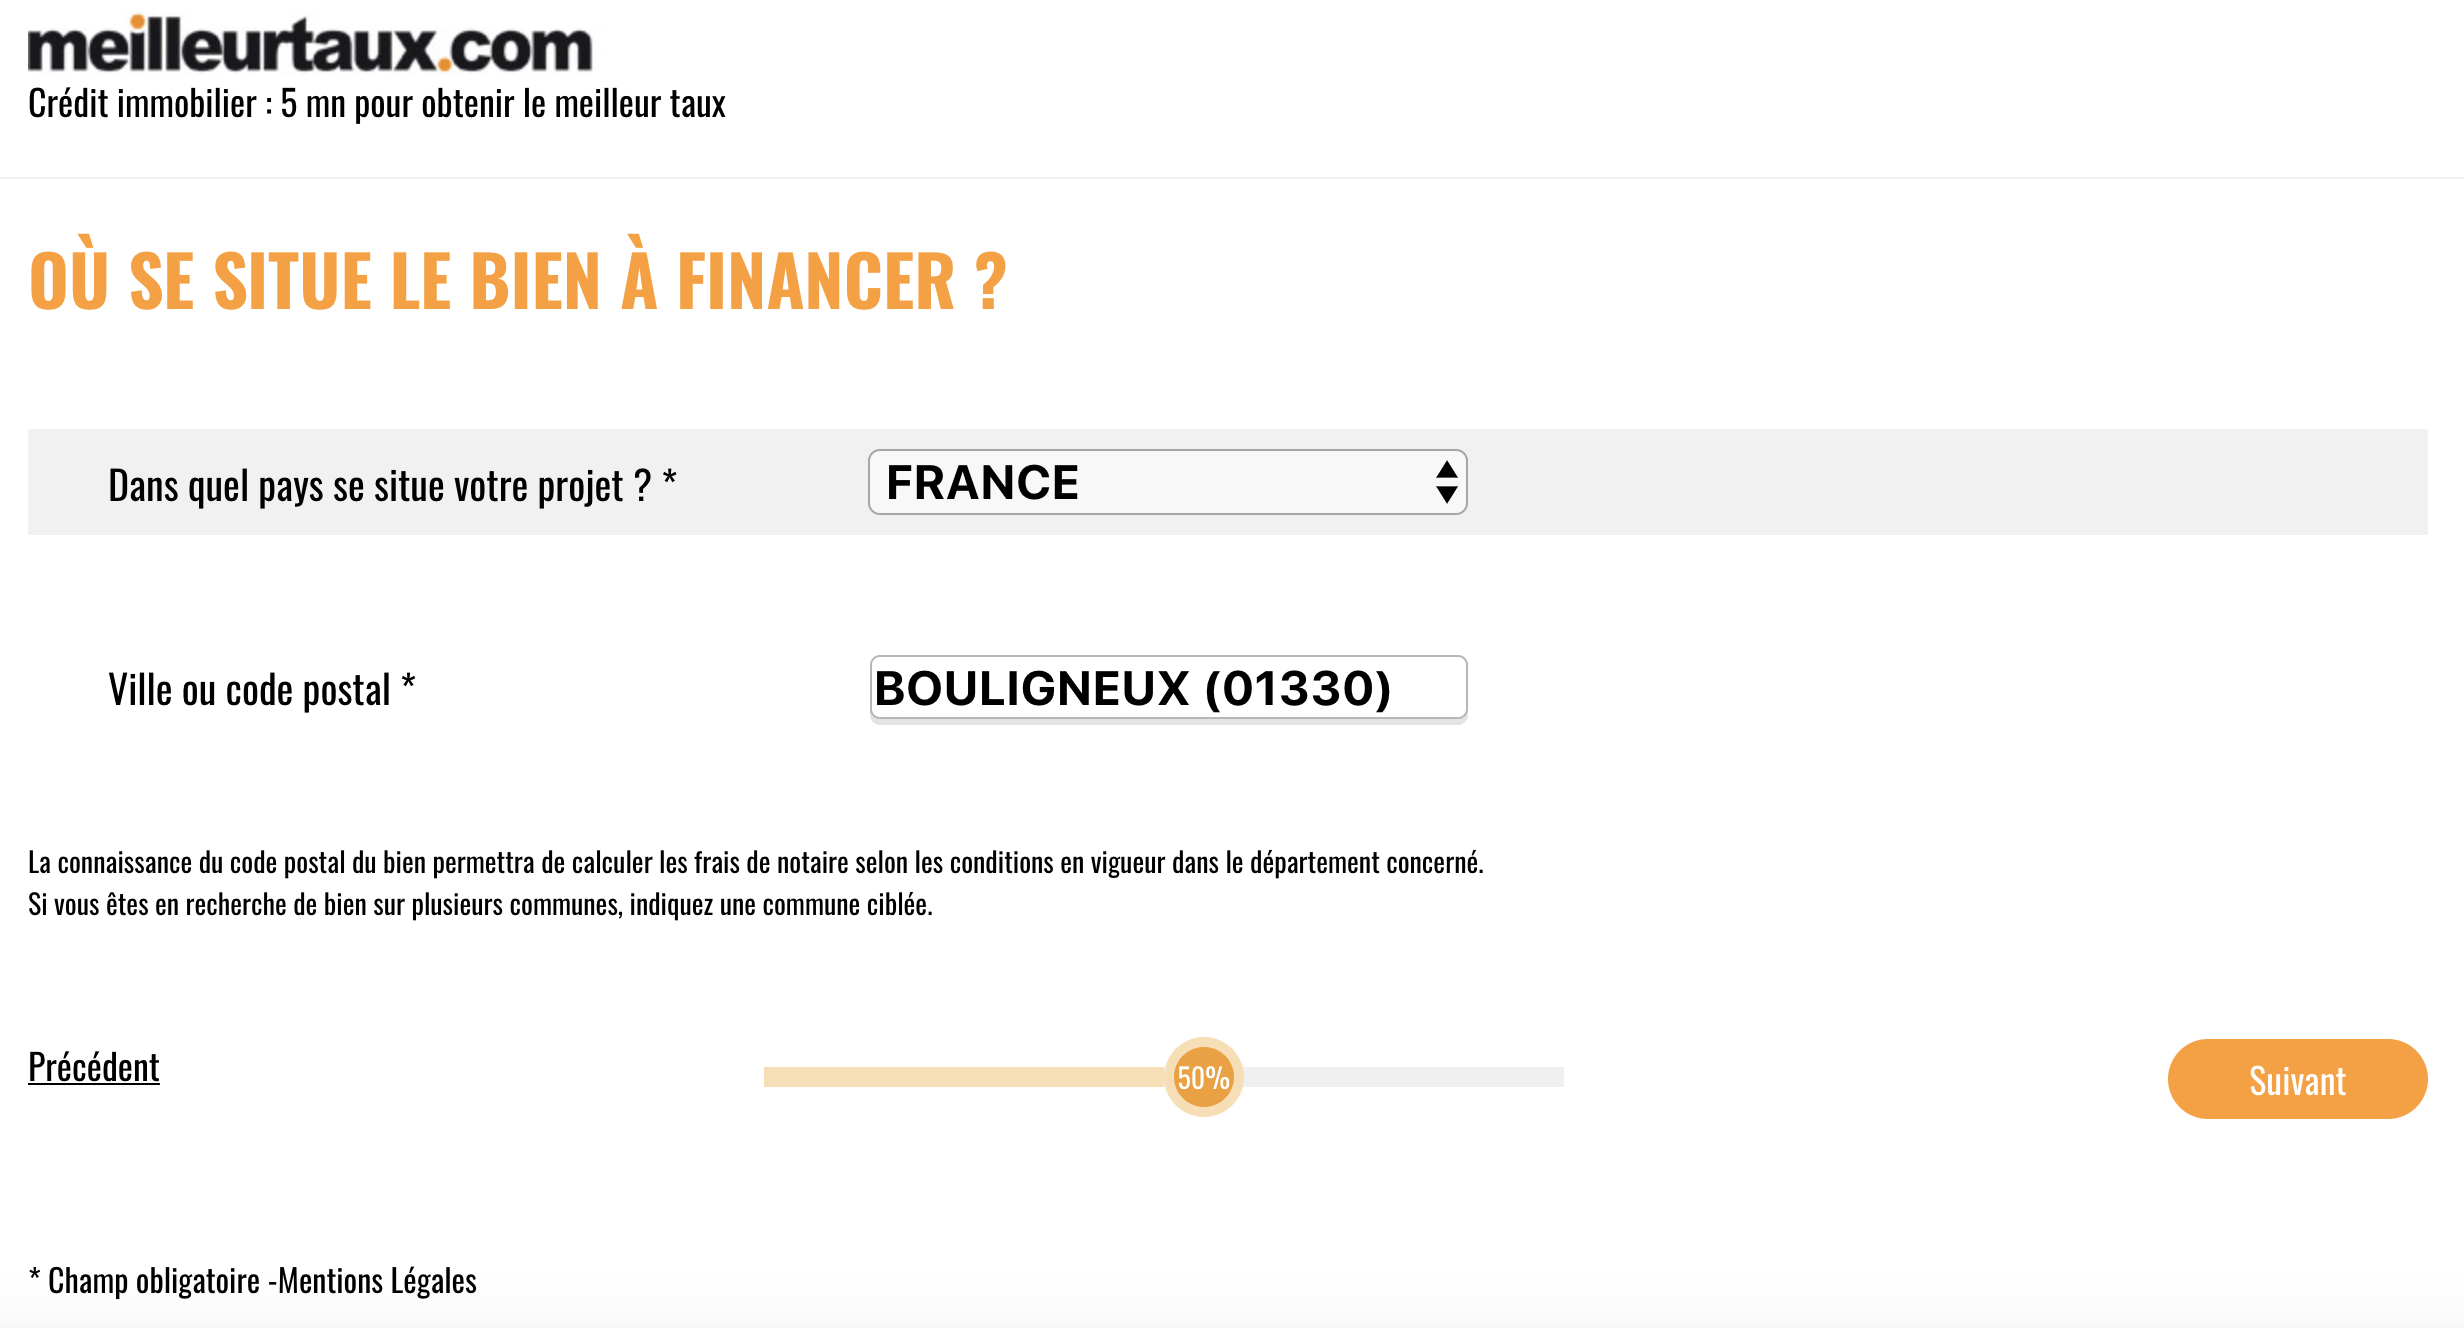 meilleurtaux.com
Crédit immobilier : 5 mn pour obtenir le meilleur taux
OÙ SE SITUE LE BIEN À FINANCER ?
Dans quel pays se situe votre projet ? *
FRANCE
Ville ou code postal *
BOULIGNEUX (01330)
La connaissance du code postal du bien permettra de calculer les frais de notaire selon les conditions en vigueur dans le département concerné.
Si vous êtes en recherche de bien sur plusieurs communes, indiquez une commune ciblée.
Précédent
50%
Suivant
* Champ obligatoire -Mentions Légales